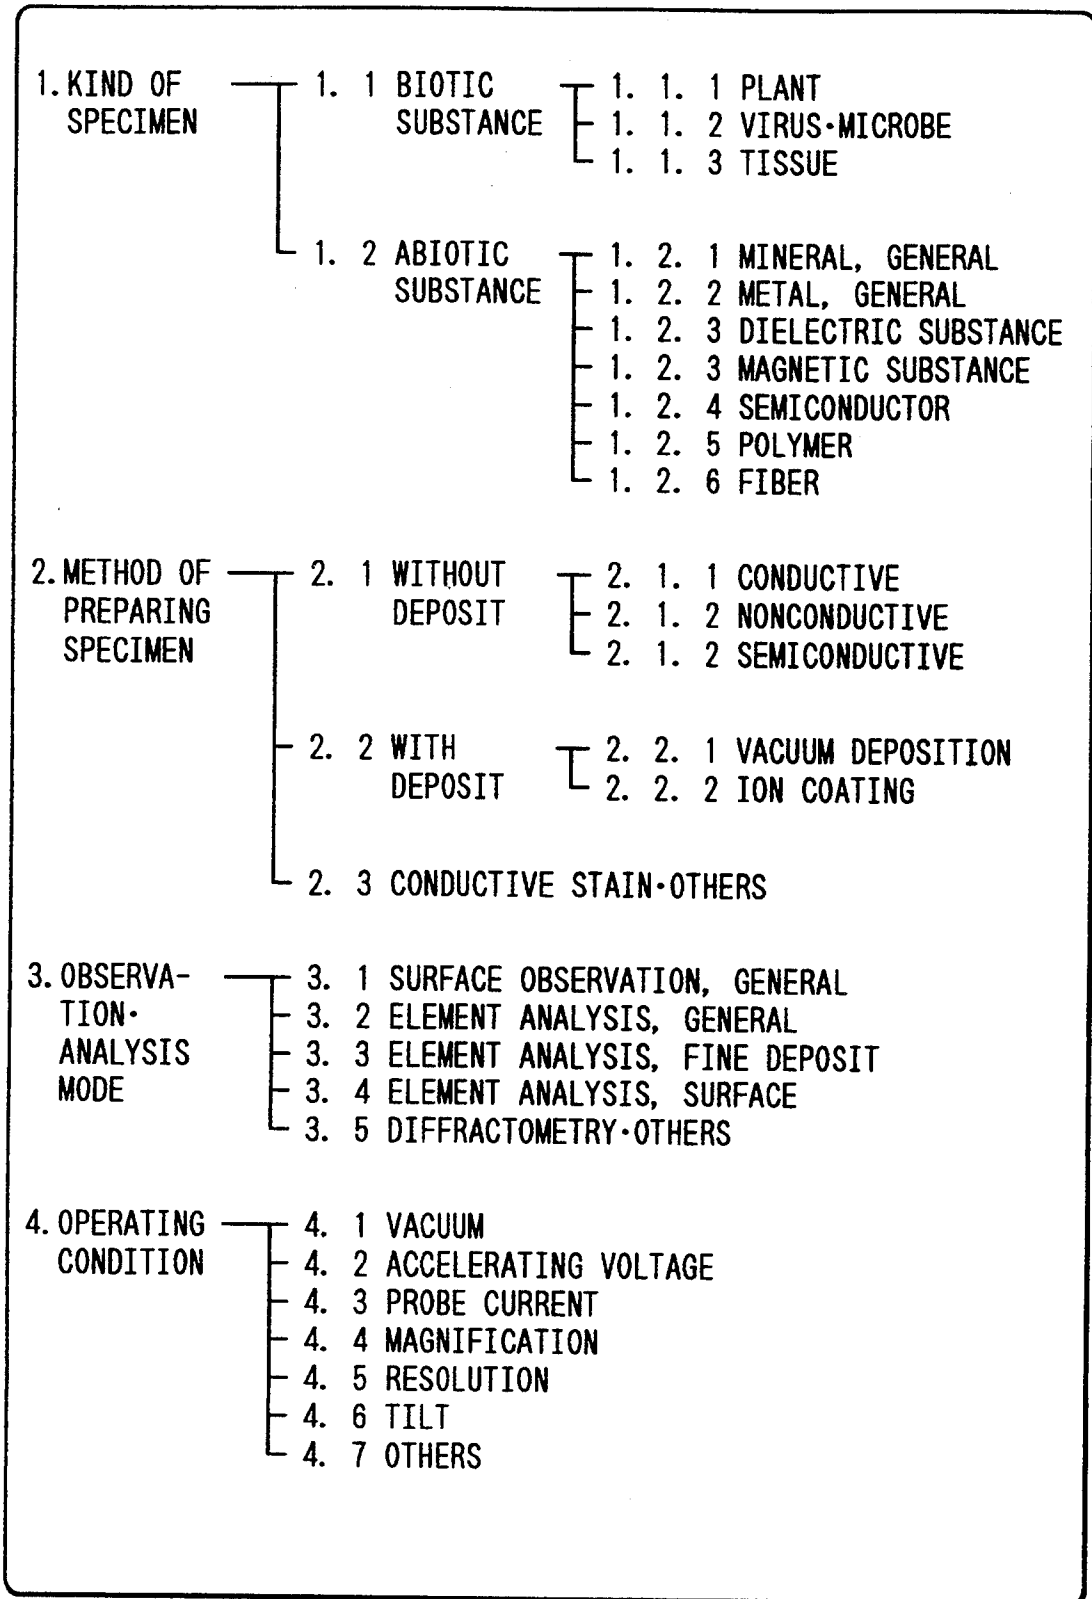 1. KIND OF 1. 1 BIOTIC 1. 1. 1 PLANT
SPECIMEN SUBSTANCE 1. 1. 2 VIRUS·MICROBE
1. 1. 3 TISSUE
1. 2 ABIOTIC 1. 2. 1 MINERAL, GENERAL
SUBSTANCE 1. 2. 2 METAL, GENERAL
1. 2. 3 DIELECTRIC SUBSTANCE
1. 2. 3 MAGNETIC SUBSTANCE
1. 2. 4 SEMICONDUCTOR
1. 2. 5 POLYMER
1. 2. 6 FIBER
2. METHOD OF 2. 1 WITHOUT 2. 1. 1 CONDUCTIVE
PREPARING DEPOSIT 2. 1. 2 NONCONDUCTIVE
SPECIMEN 2. 1. 2 SEMICONDUCTIVE
2. 2 WITH 2. 2. 1 VACUUM DEPOSITION
DEPOSIT 2. 2. 2 ION COATING
2. 3 CONDUCTIVE STAIN·OTHERS
3. OBSERVA- 3. 1 SURFACE OBSERVATION, GENERAL
TION· 3. 2 ELEMENT ANALYSIS, GENERAL
ANALYSIS 3. 3 ELEMENT ANALYSIS, FINE DEPOSIT
MODE 3. 4 ELEMENT ANALYSIS, SURFACE
3. 5 DIFFRACTOMETRY·OTHERS
4. OPERATING 4. 1 VACUUM
CONDITION 4. 2 ACCELERATING VOLTAGE
4. 3 PROBE CURRENT
4. 4 MAGNIFICATION
4. 5 RESOLUTION
4. 6 TILT
4. 7 OTHERS